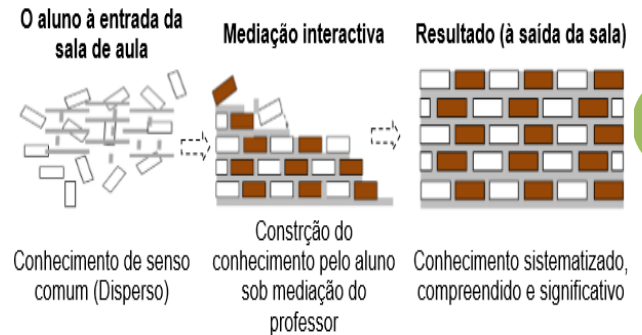 O aluno à entrada da
sala de aula
Mediação interactiva
Resultado (à saída da sala)
Conhecimento de senso
comum (Disperso)
Constrção do
conhecimento pelo aluno
sob mediação do
professor
Conhecimento sistematizado,
compreendido e significativo